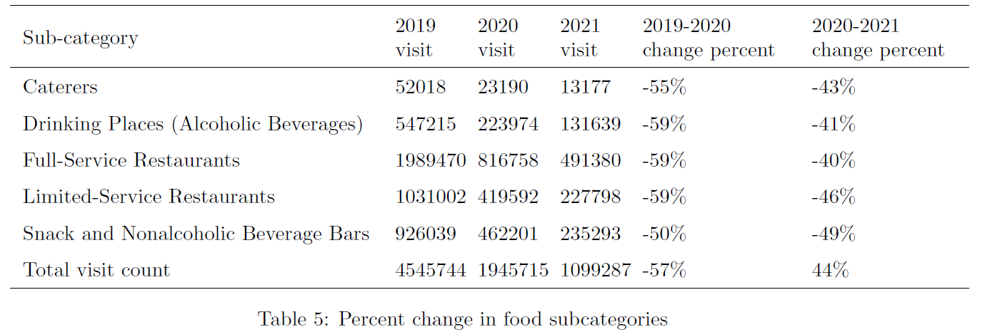 Sub-category 2019 visit 2020 visit 2021 visit 2019-2020 change percent 2020-2021 change percent
Caterers 52018 23190 13177 -55% -43%
Drinking Places (Alcoholic Beverages) 547215 223974 131639 -59% -41%
Full-Service Restaurants 1989470 816758 491380 -59% -40%
Limited-Service Restaurants 1031002 419592 227798 -59% -46%
Snack and Nonalcoholic Beverage Bars 926039 462201 235293 -50% -49%
Total visit count 4545744 1945715 1099287 -57% 44%
Table 5: Percent change in food subcategories